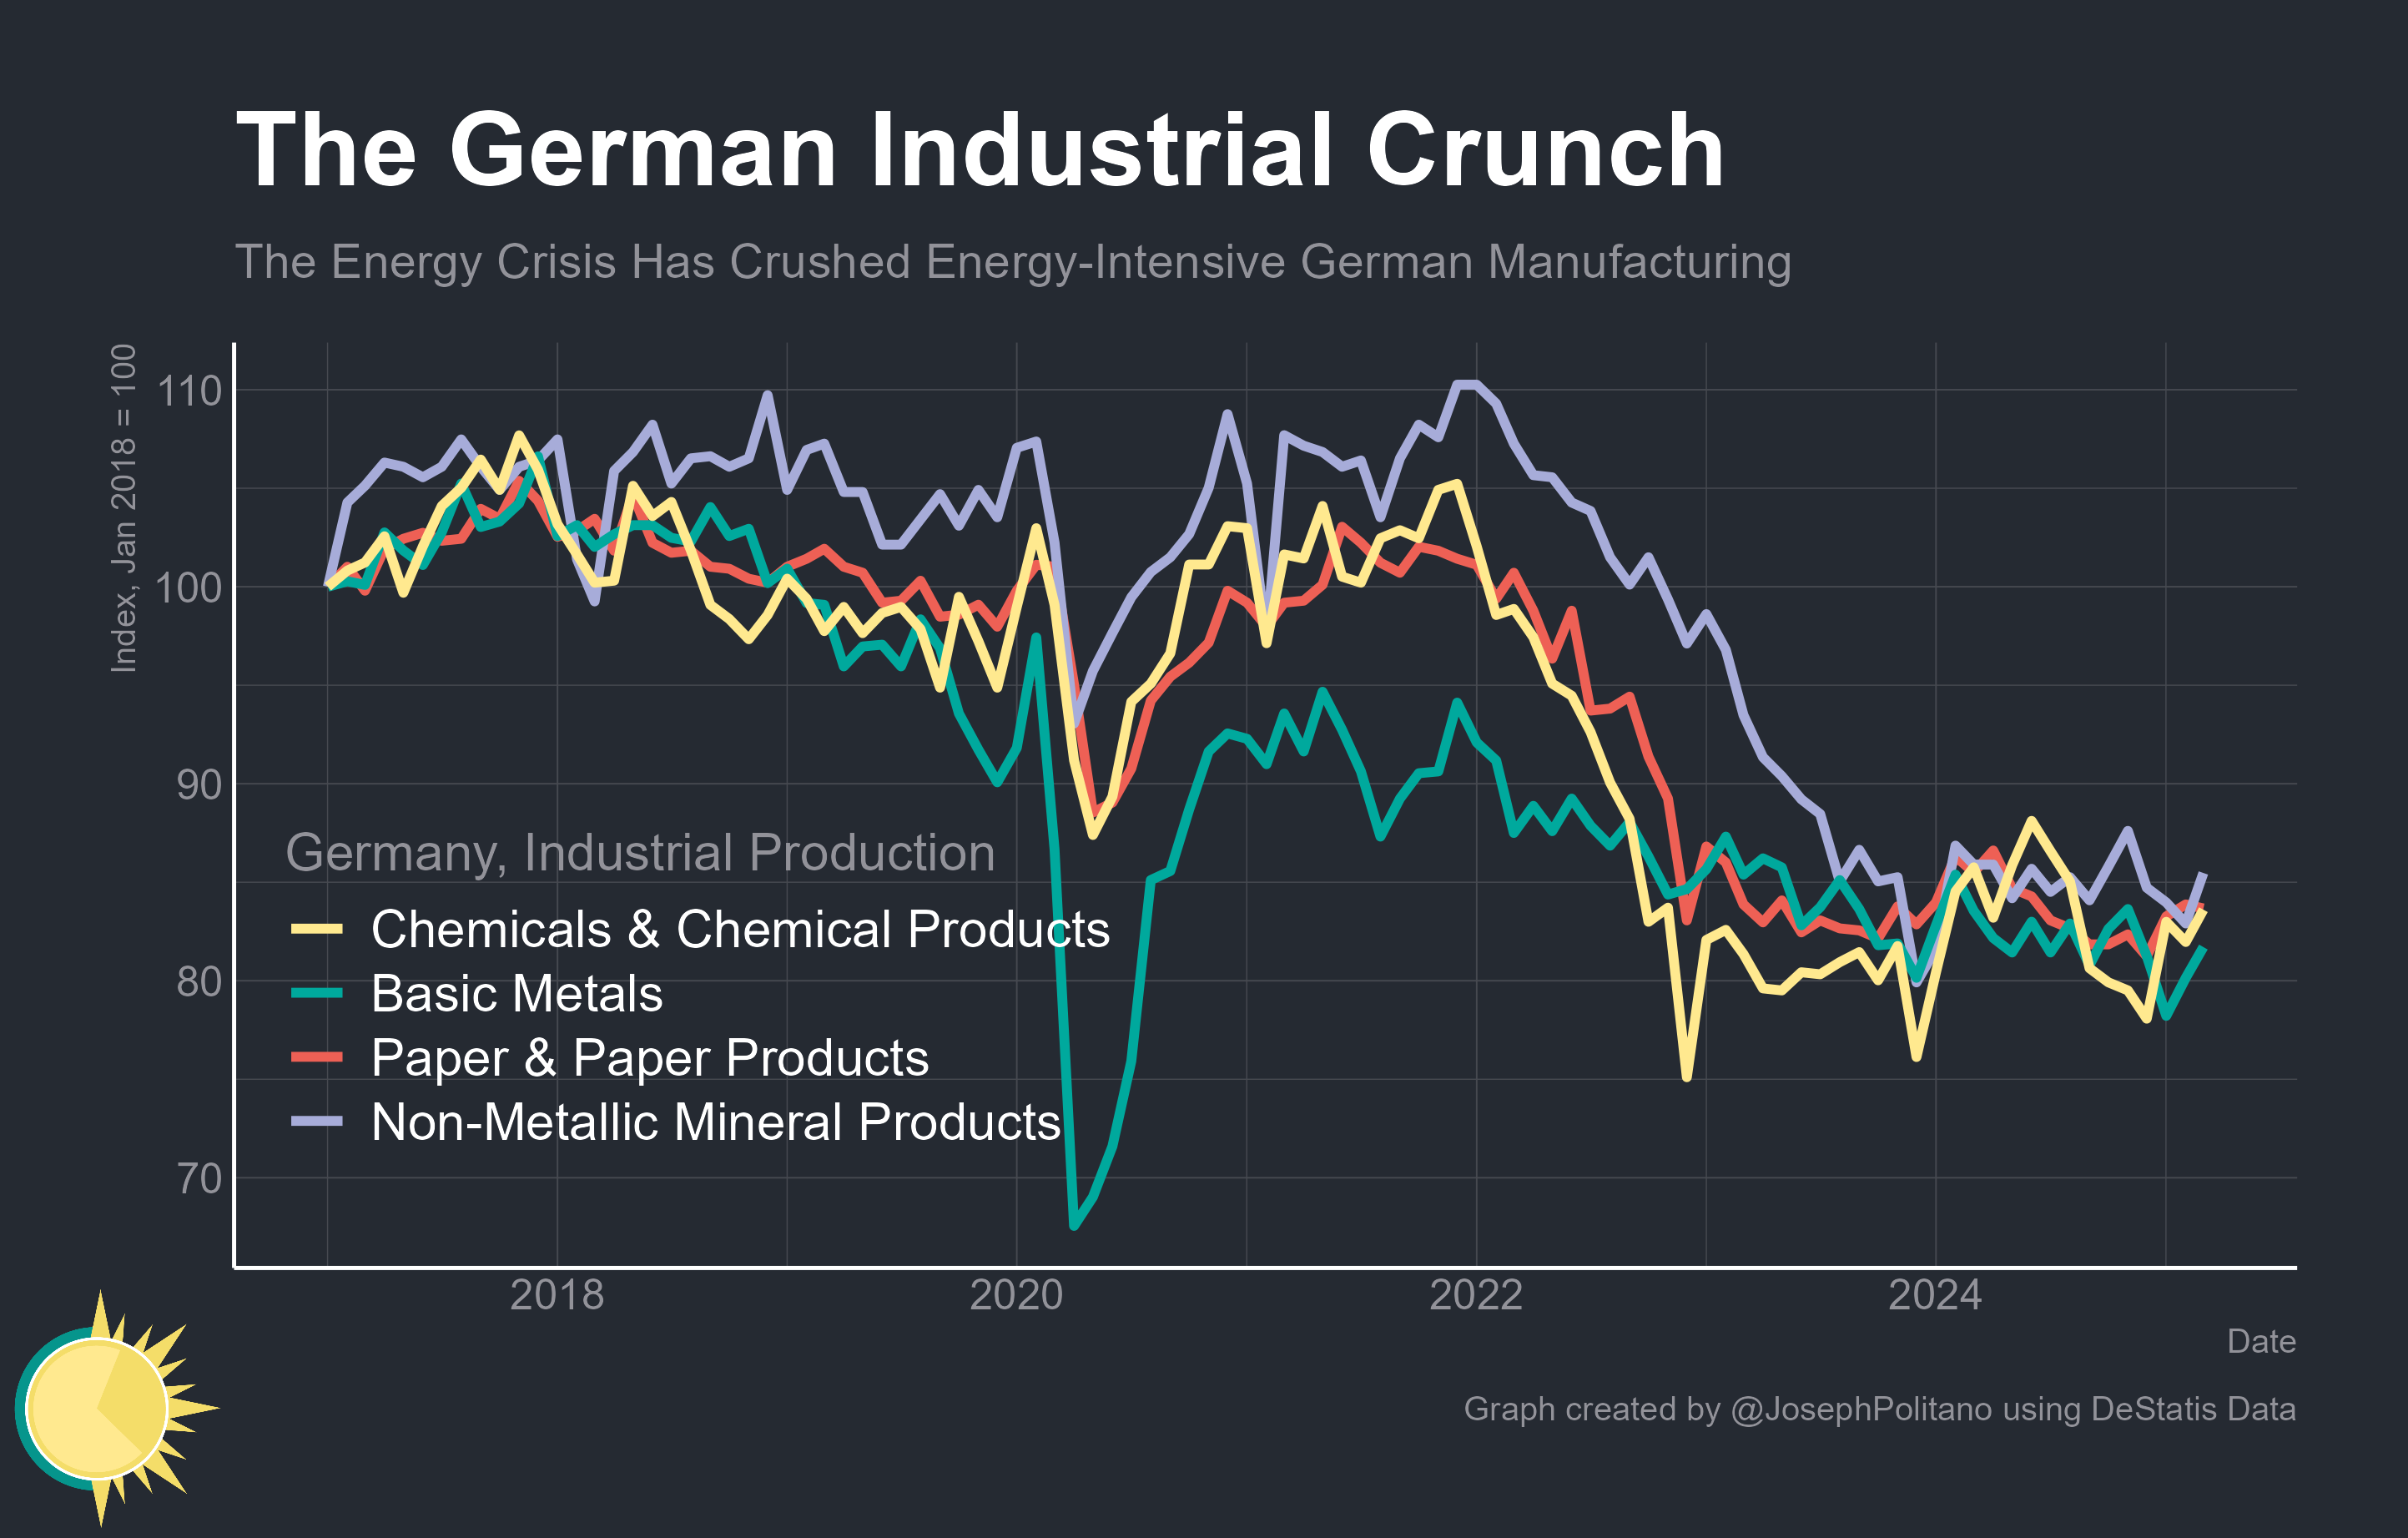 The German Industrial Crunch
The Energy Crisis Has Crushed Energy-Intensive German Manufacturing
Index, Jan 2018 = 100
110
100
90
80
70
Germany, Industrial Production
Chemicals & Chemical Products
Basic Metals
Paper & Paper Products
Non-Metallic Mineral Products
2018
2020
2022
2024
Date
Graph created by @JosephPolitano using DeStatis Data